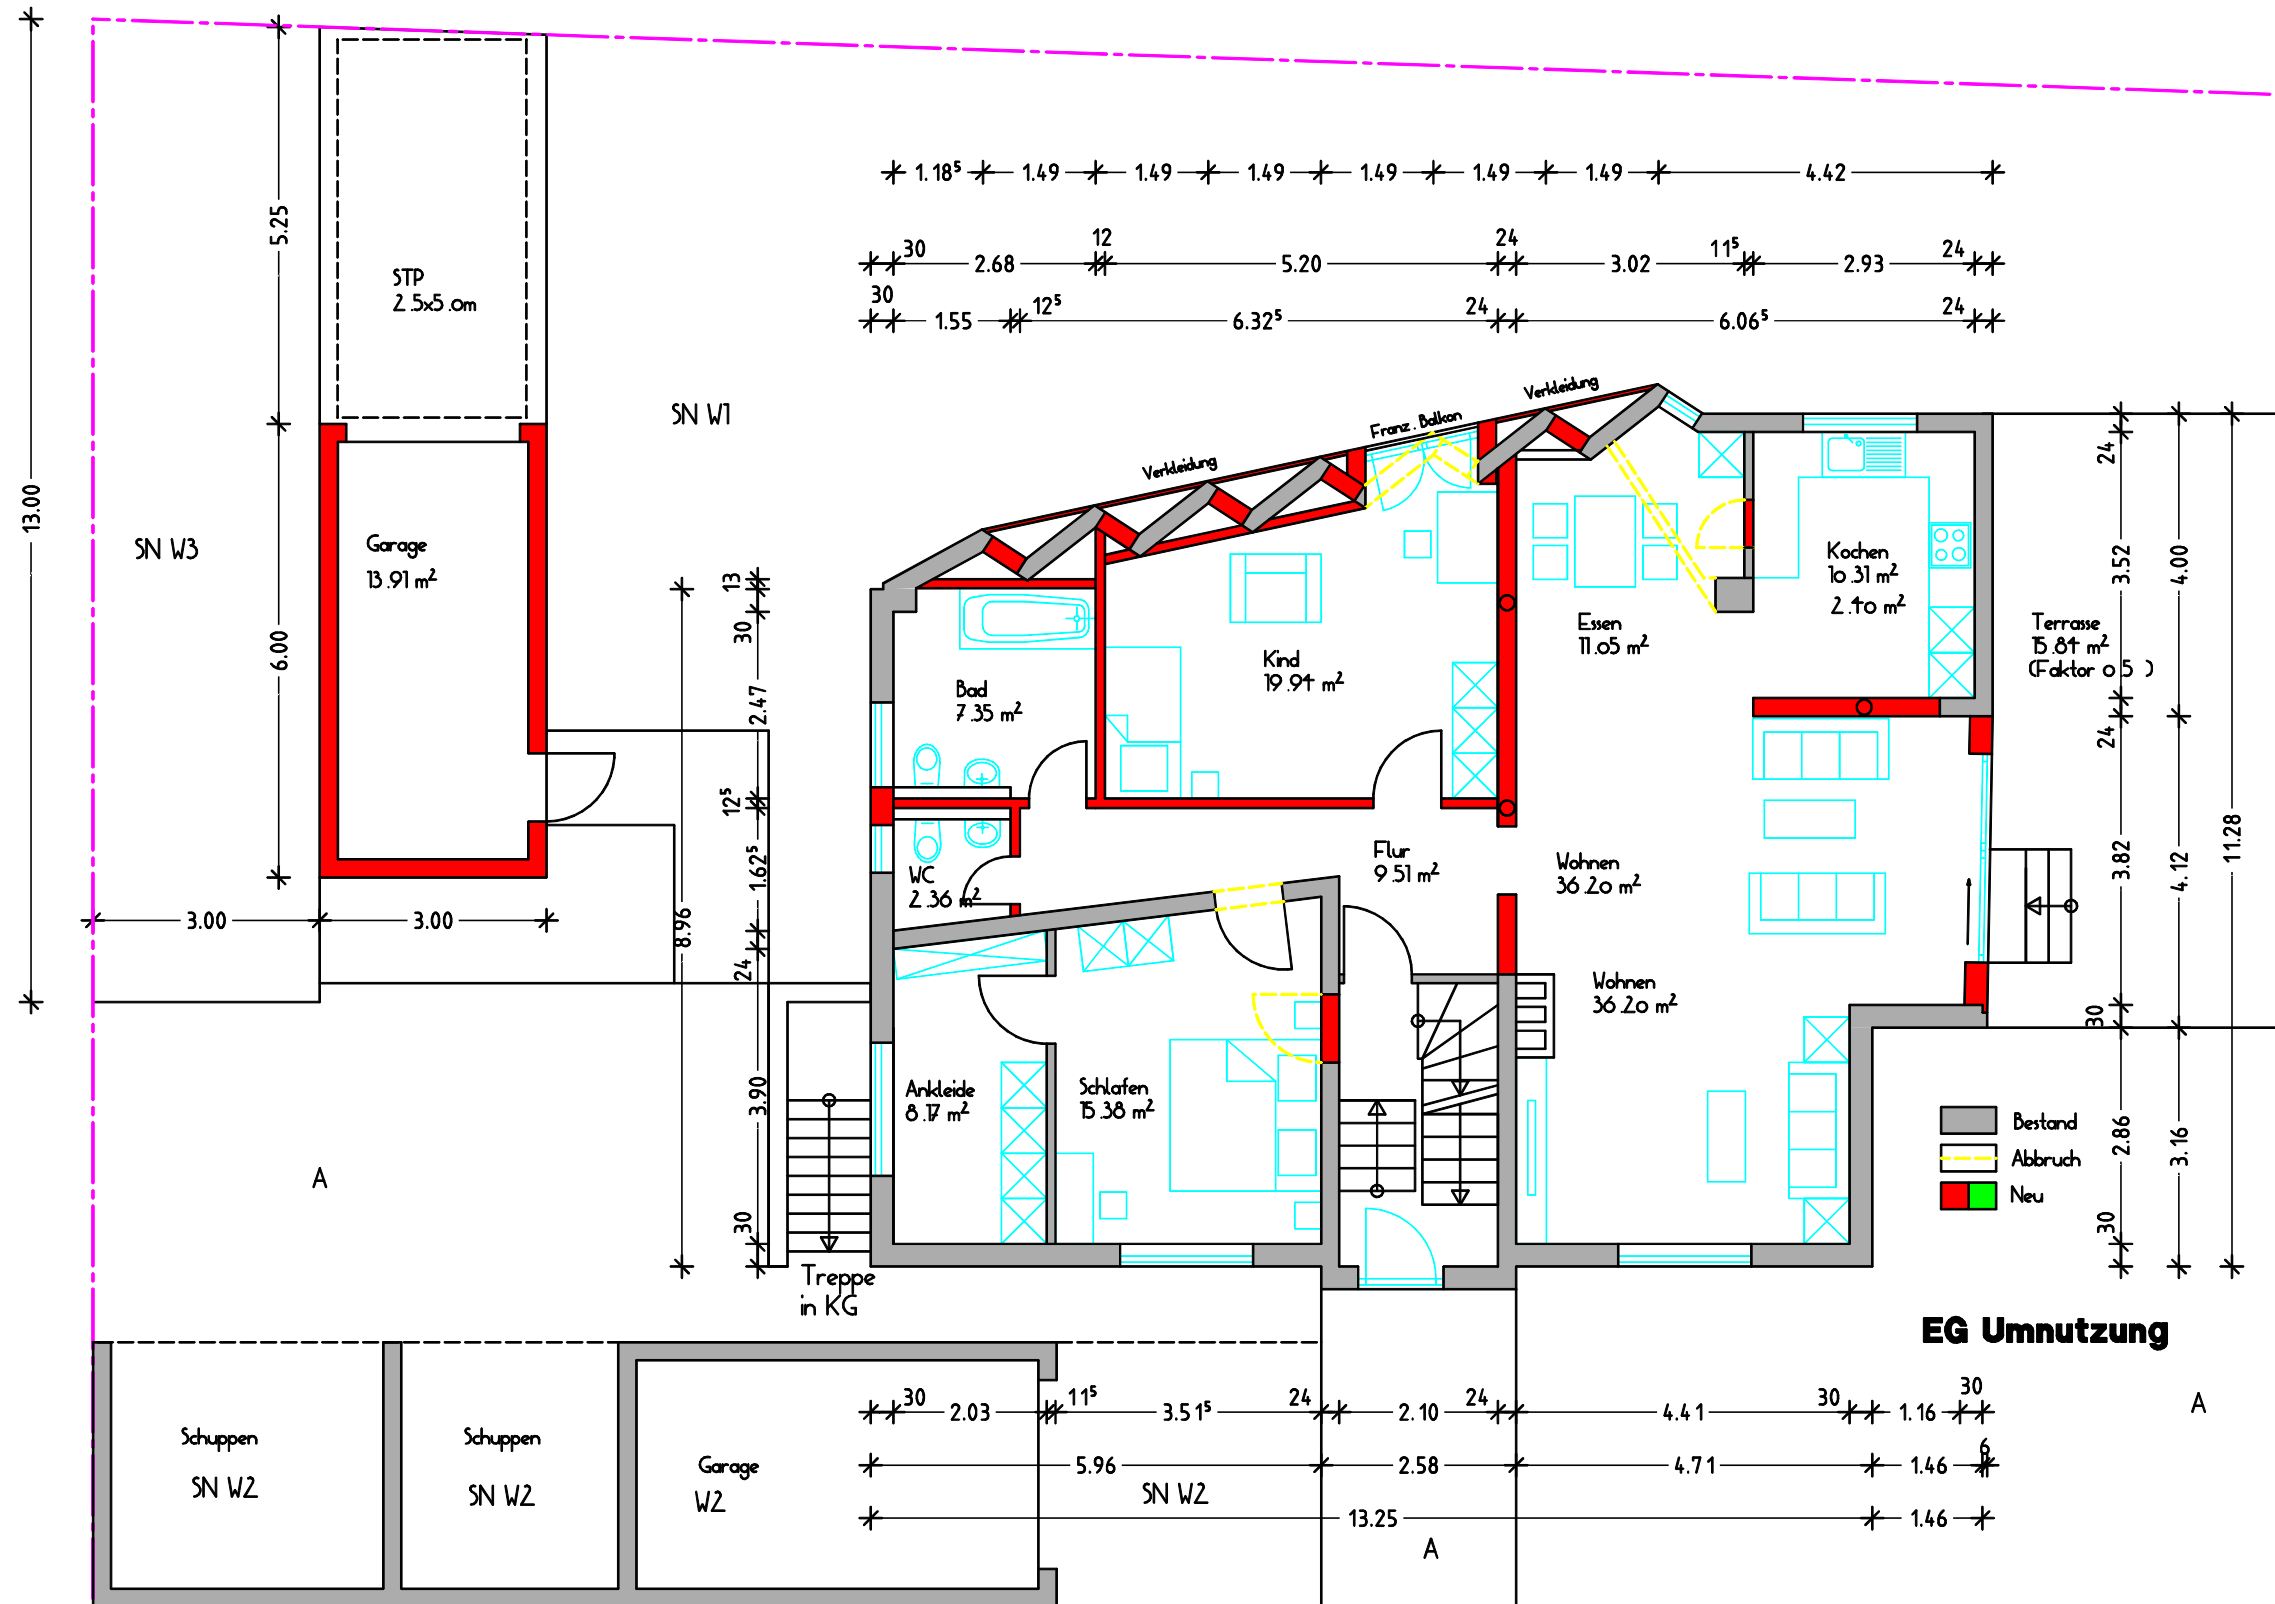 1.18⁵ 1.49 1.49 1.49 1.49 1.49 1.49 4.42
30 2.68 12 5.20 24 3.02 11⁵ 2.93 24
30 1.55 12⁵ 6.32⁵ 24 6.06⁵ 24
13.00
5.25
6.00
3.00 3.00
STP
2.5x5.0m
SN W3
SN W1
Garage
13.91 m²
Verkleidung
Franz. Balkon
Verkleidung
13
30
2.47
12⁵
1.62⁵
24
3.90
30
8.96
Bad
7.35 m²
Kind
19.94 m²
Essen
11.05 m²
Kochen
10.31 m²
2.40 m²
Terrasse
15.84 m²
(Faktor 0.5 )
WC
2.36 m²
Flur
9.51 m²
Wohnen
36.20 m²
Wohnen
36.20 m²
Ankleide
8.17 m²
Schlafen
15.38 m²
24
3.52
24
3.82
30
2.86
30
4.00
4.12
3.16
11.28
Bestand
Abbruch
Neu
A
Treppe
in KG
EG Umnutzung
30 2.03 11⁵ 3.51⁵ 24 2.10 24 4.41 30 1.16 30
5.96 2.58 4.71 1.46 6
13.25 1.46
A
Schuppen
SN W2
Schuppen
SN W2
Garage
W2
SN W2
A